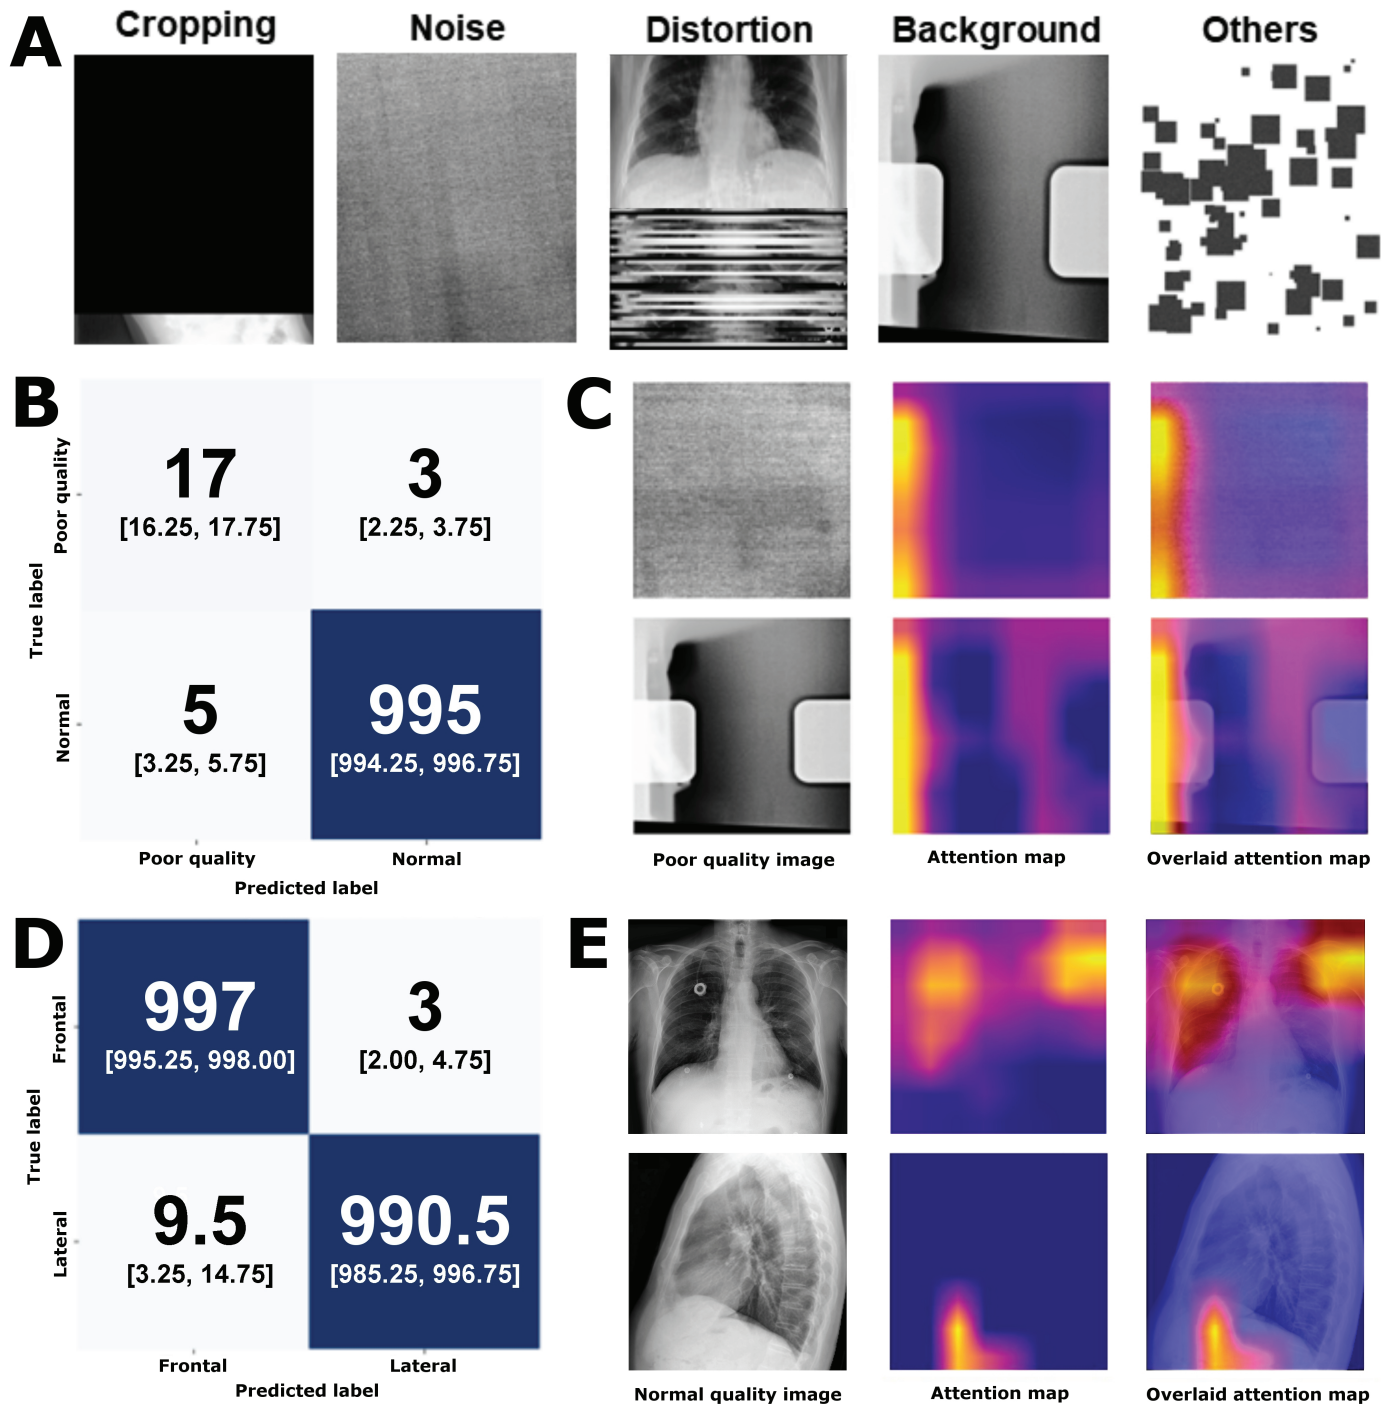 A
Cropping
Noise
Distortion
Background
Others
B
Poor quality
True label
Normal
17
[16.25, 17.75]
3
[2.25, 3.75]
5
[3.25, 5.75]
995
[994.25, 996.75]
Poor quality
Normal
Predicted label
C
Poor quality image
Attention map
Overlaid attention map
D
Frontal
True label
Lateral
997
[995.25, 998.00]
3
[2.00, 4.75]
9.5
[3.25, 14.75]
990.5
[985.25, 996.75]
Frontal
Lateral
Predicted label
E
Normal quality image
Attention map
Overlaid attention map